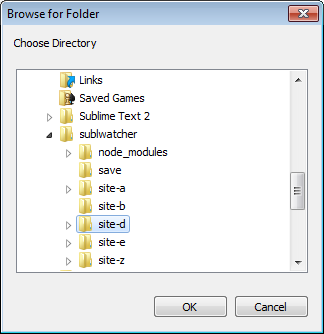 Browse for Folder
Choose Directory
Links
Saved Games
Sublime Text 2
sublwatcher
node_modules
save
site-a
site-b
site-d
site-e
site-z
OK
Cancel